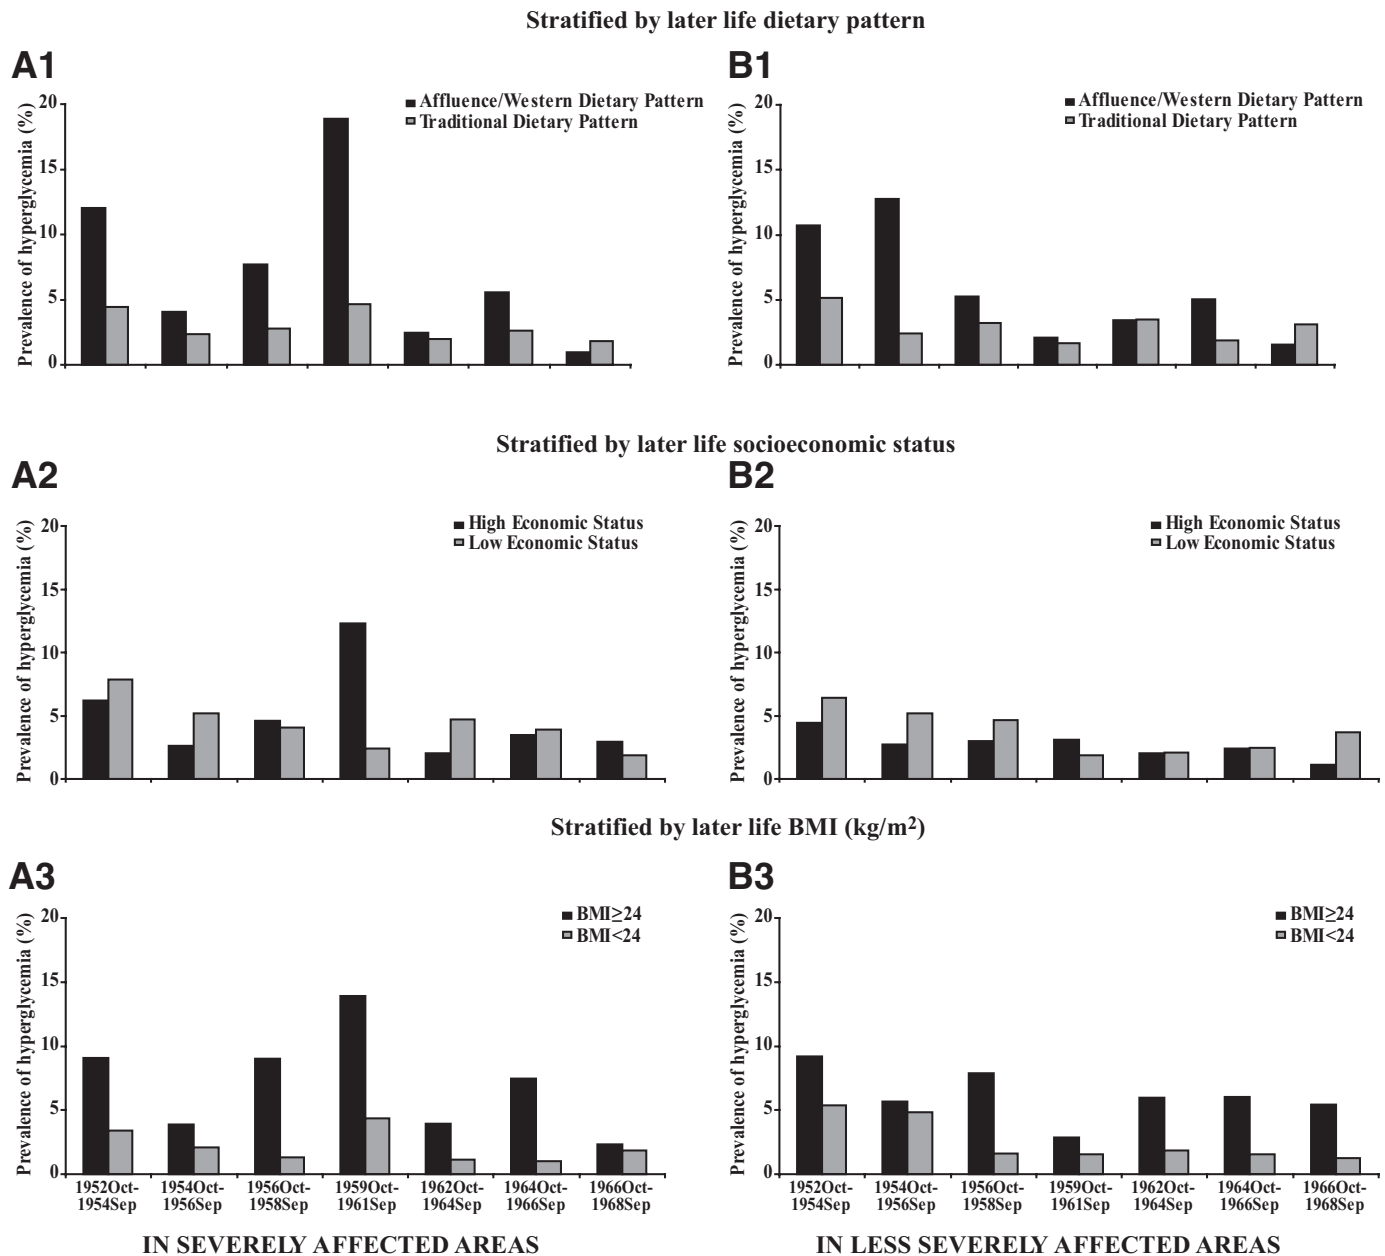 Stratified by later life dietary pattern
A1
Prevalence of hyperglycemia (%)
20
15
10
5
0
Affluence/Western Dietary Pattern
Traditional Dietary Pattern
B1
Prevalence of hyperglycemia (%)
20
15
10
5
0
Affluence/Western Dietary Pattern
Traditional Dietary Pattern
Stratified by later life socioeconomic status
A2
Prevalence of hyperglycemia (%)
20
15
10
5
0
High Economic Status
Low Economic Status
B2
Prevalence of hyperglycemia (%)
20
15
10
5
0
High Economic Status
Low Economic Status
Stratified by later life BMI (kg/m²)
A3
Prevalence of hyperglycemia (%)
20
15
10
5
0
BMI≥24
BMI<24
1952Oct- 1954Oct- 1956Oct- 1959Oct- 1962Oct- 1964Oct- 1966Oct-
1954Sep 1956Sep 1958Sep 1961Sep 1964Sep 1966Sep 1968Sep
IN SEVERELY AFFECTED AREAS
B3
Prevalence of hyperglycemia (%)
20
15
10
5
0
BMI≥24
BMI<24
1952Oct- 1954Oct- 1956Oct- 1959Oct- 1962Oct- 1964Oct- 1966Oct-
1954Sep 1956Sep 1958Sep 1961Sep 1964Sep 1966Sep 1968Sep
IN LESS SEVERELY AFFECTED AREAS